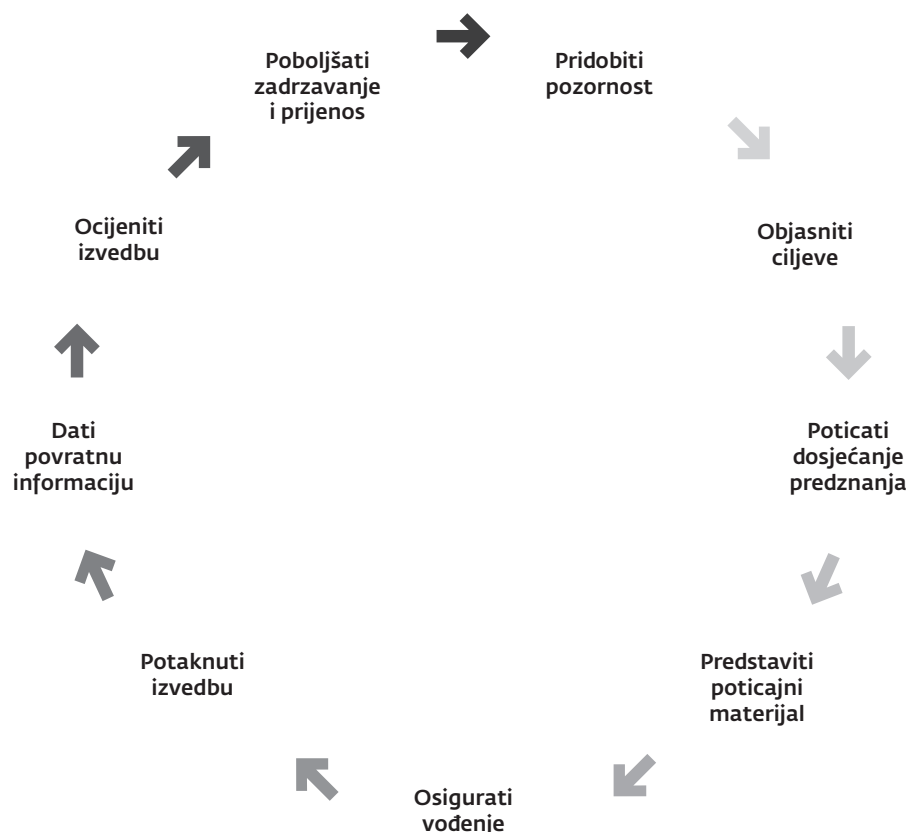 Poboljšati
zadrzavanje
i prijenos
Pridobiti
pozornost
Objasniti
ciljeve
Poticati
dosjećanje
predznanja
Predstaviti
poticajni
materijal
Osigurati
vođenje
Potaknuti
izvedbu
Dati
povratnu
informaciju
Ocijeniti
izvedbu